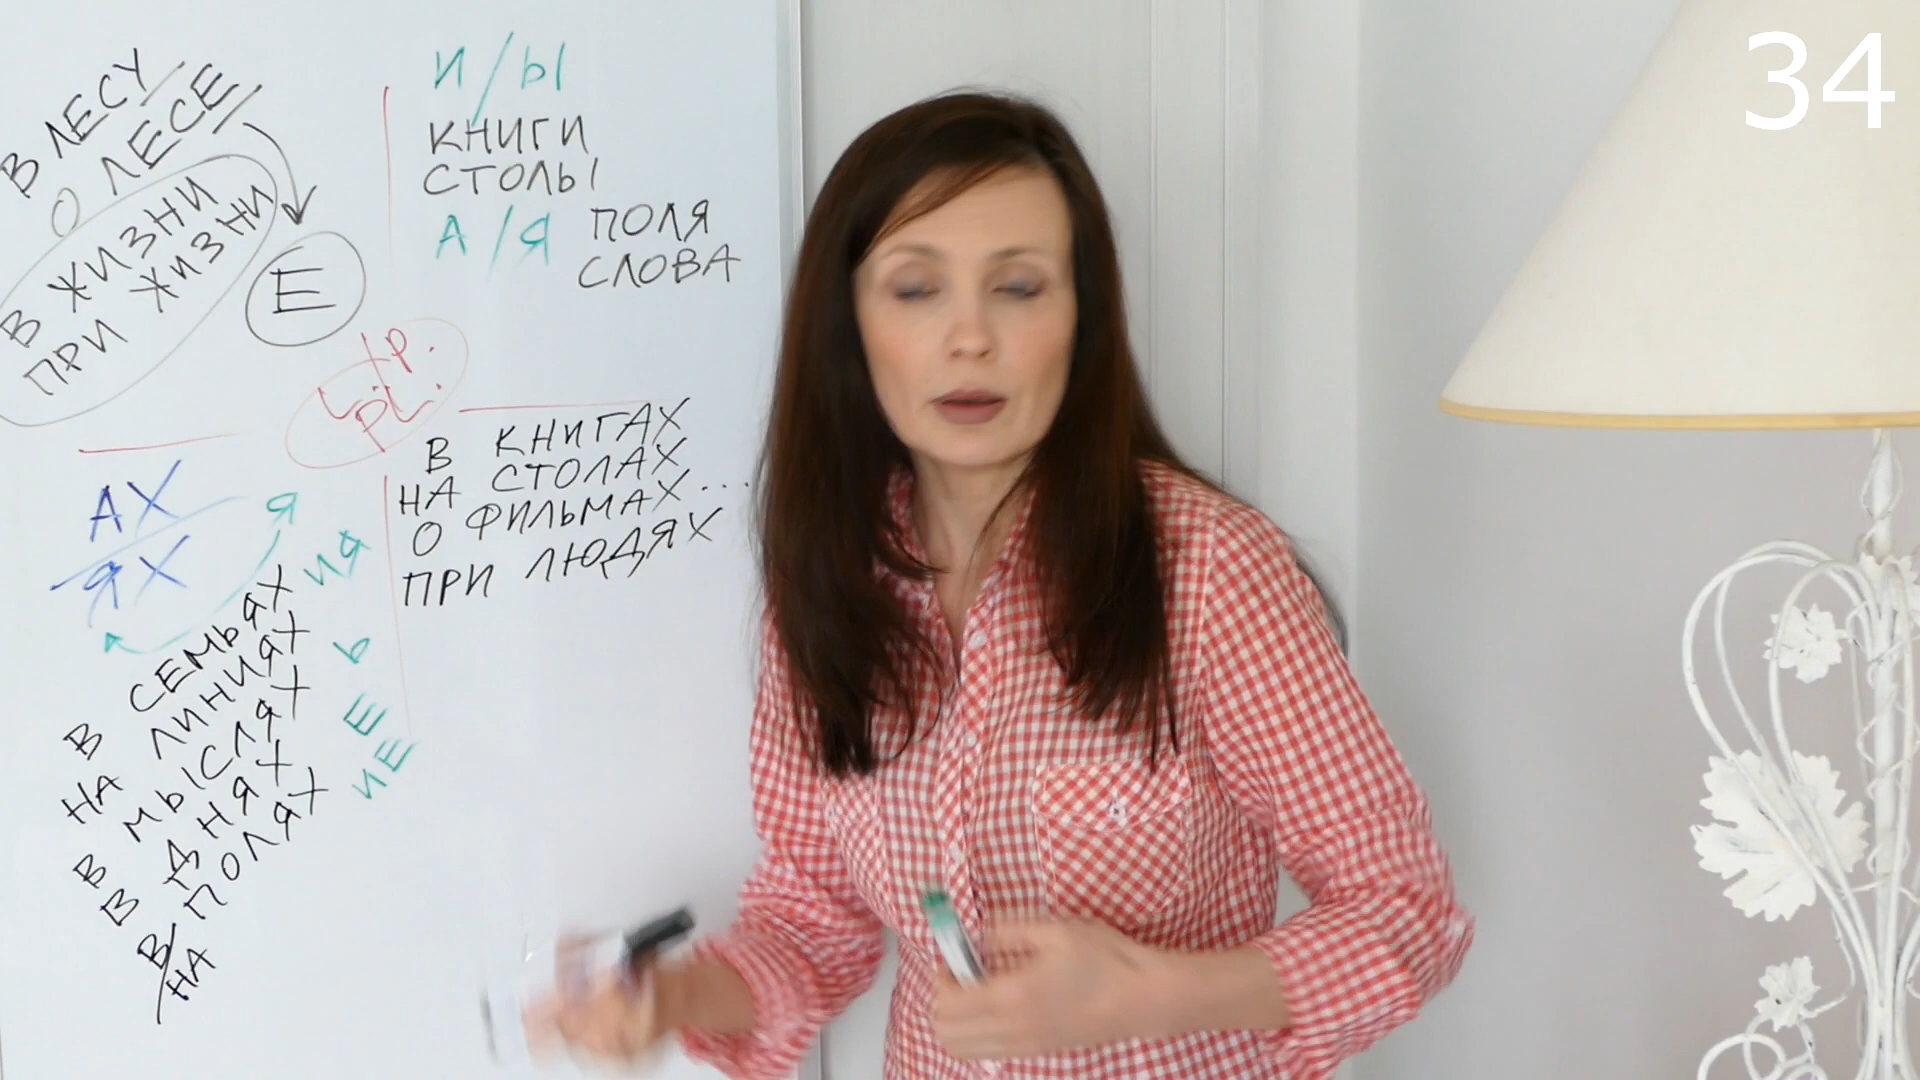 34
В ЛЕСУ
О ЛЕСЕ
В ЖИЗНИ
ПРИ ЖИЗНИ
Е
И/Ы
КНИГИ
СТОЛЫ
А/Я ПОЛЯ
СЛОВА
PL.
В КНИГАХ
НА СТОЛАХ
О ФИЛЬМАХ...
ПРИ ЛЮДЯХ
АХ
ЯХ
Я
ИЯ
Ь
Е
ИЕ
В СЕМЬЯХ
НА ЛИНИЯХ
В МЫСЛЯХ
В ДНЯХ
В/НА ПОЛЯХ